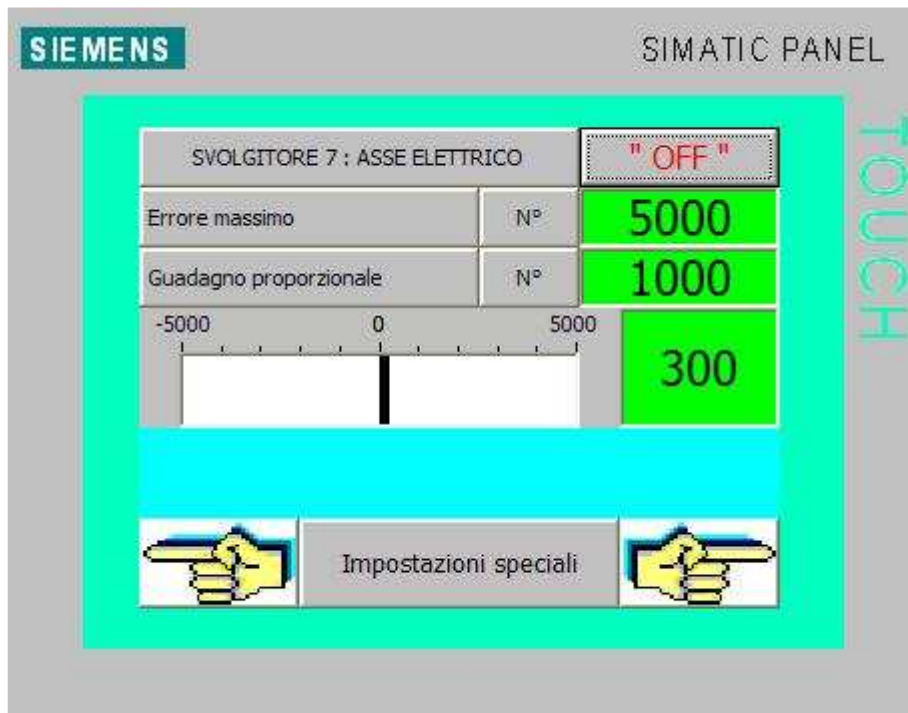 SIEMENS
SIMATIC PANEL
TOUCH
SVOLGITORE 7 : ASSE ELETTRICO
" OFF "
Errore massimo
N°
5000
Guadagno proporzionale
N°
1000
-5000 0 5000
300
Impostazioni speciali